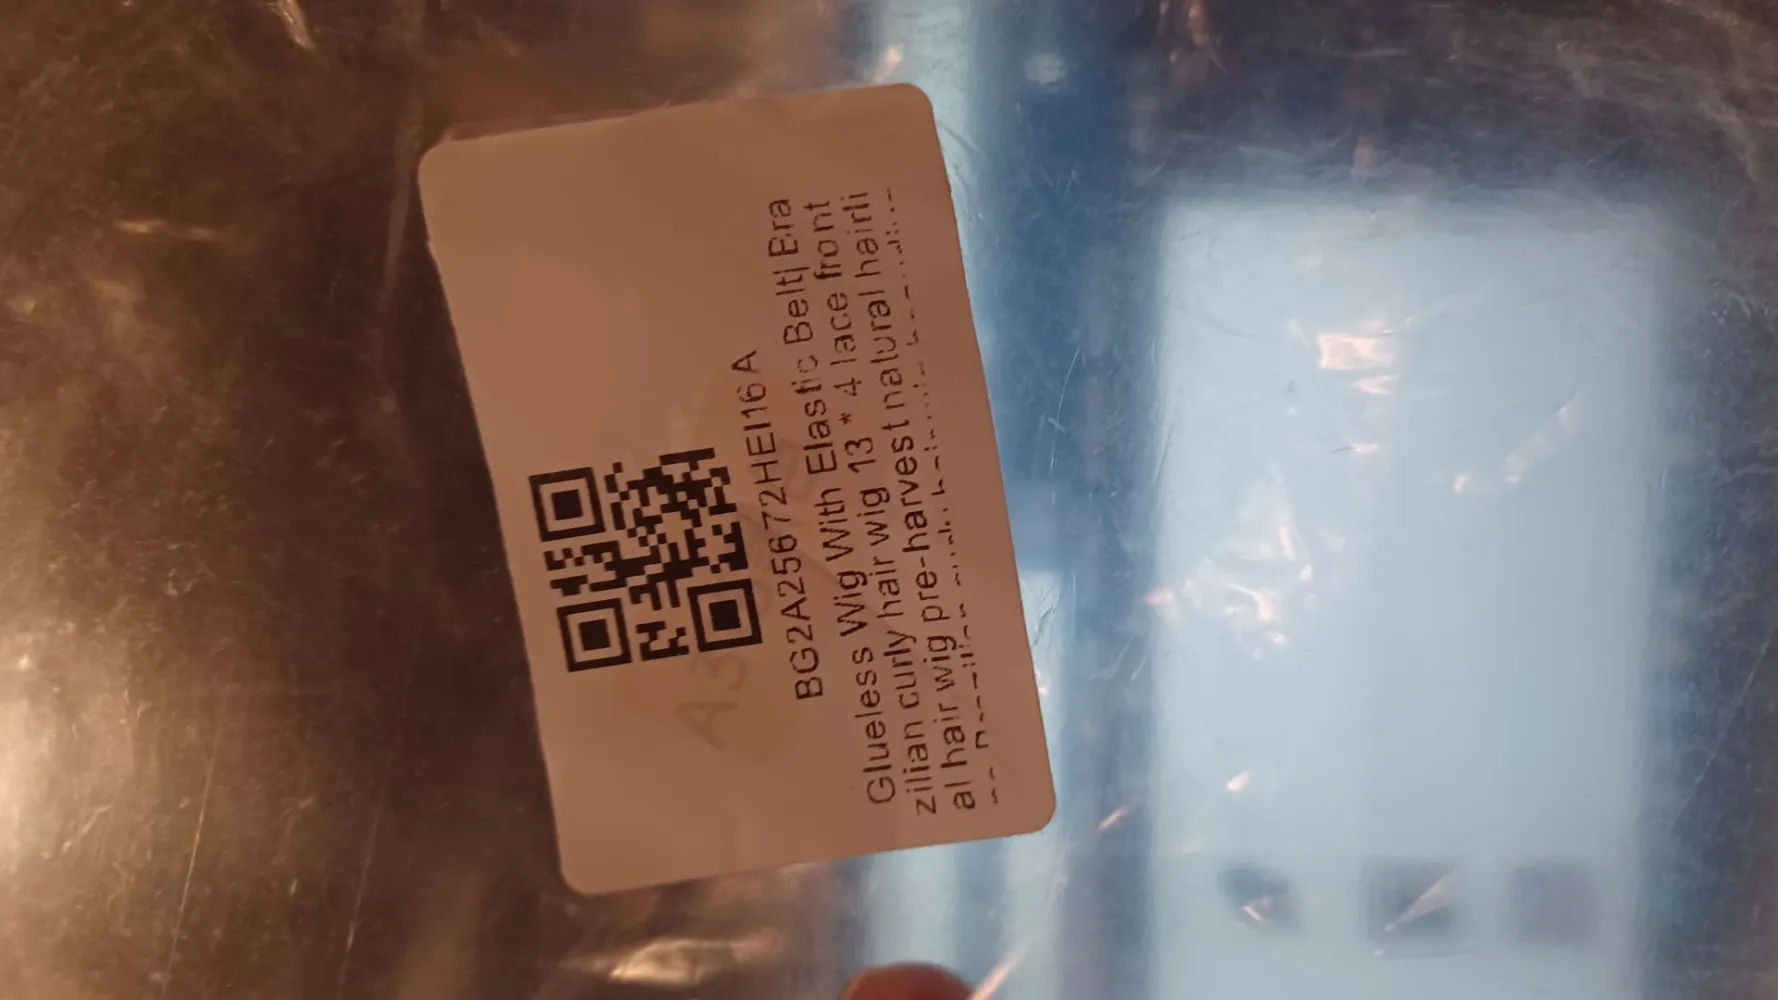 BG2A25672HEI16A
Glueless Wig With Elastic Belt| Bra
zilian curly hair wig 13 * 4 lace front
al hair wig pre-harvest natural hairli